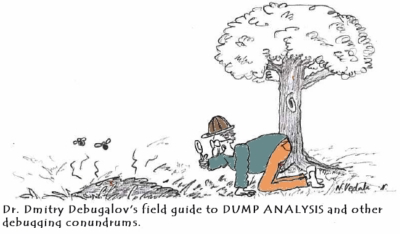 Dr. Dmitry Debugalov's field guide to DUMP ANALYSIS and other
debugging conundrums.